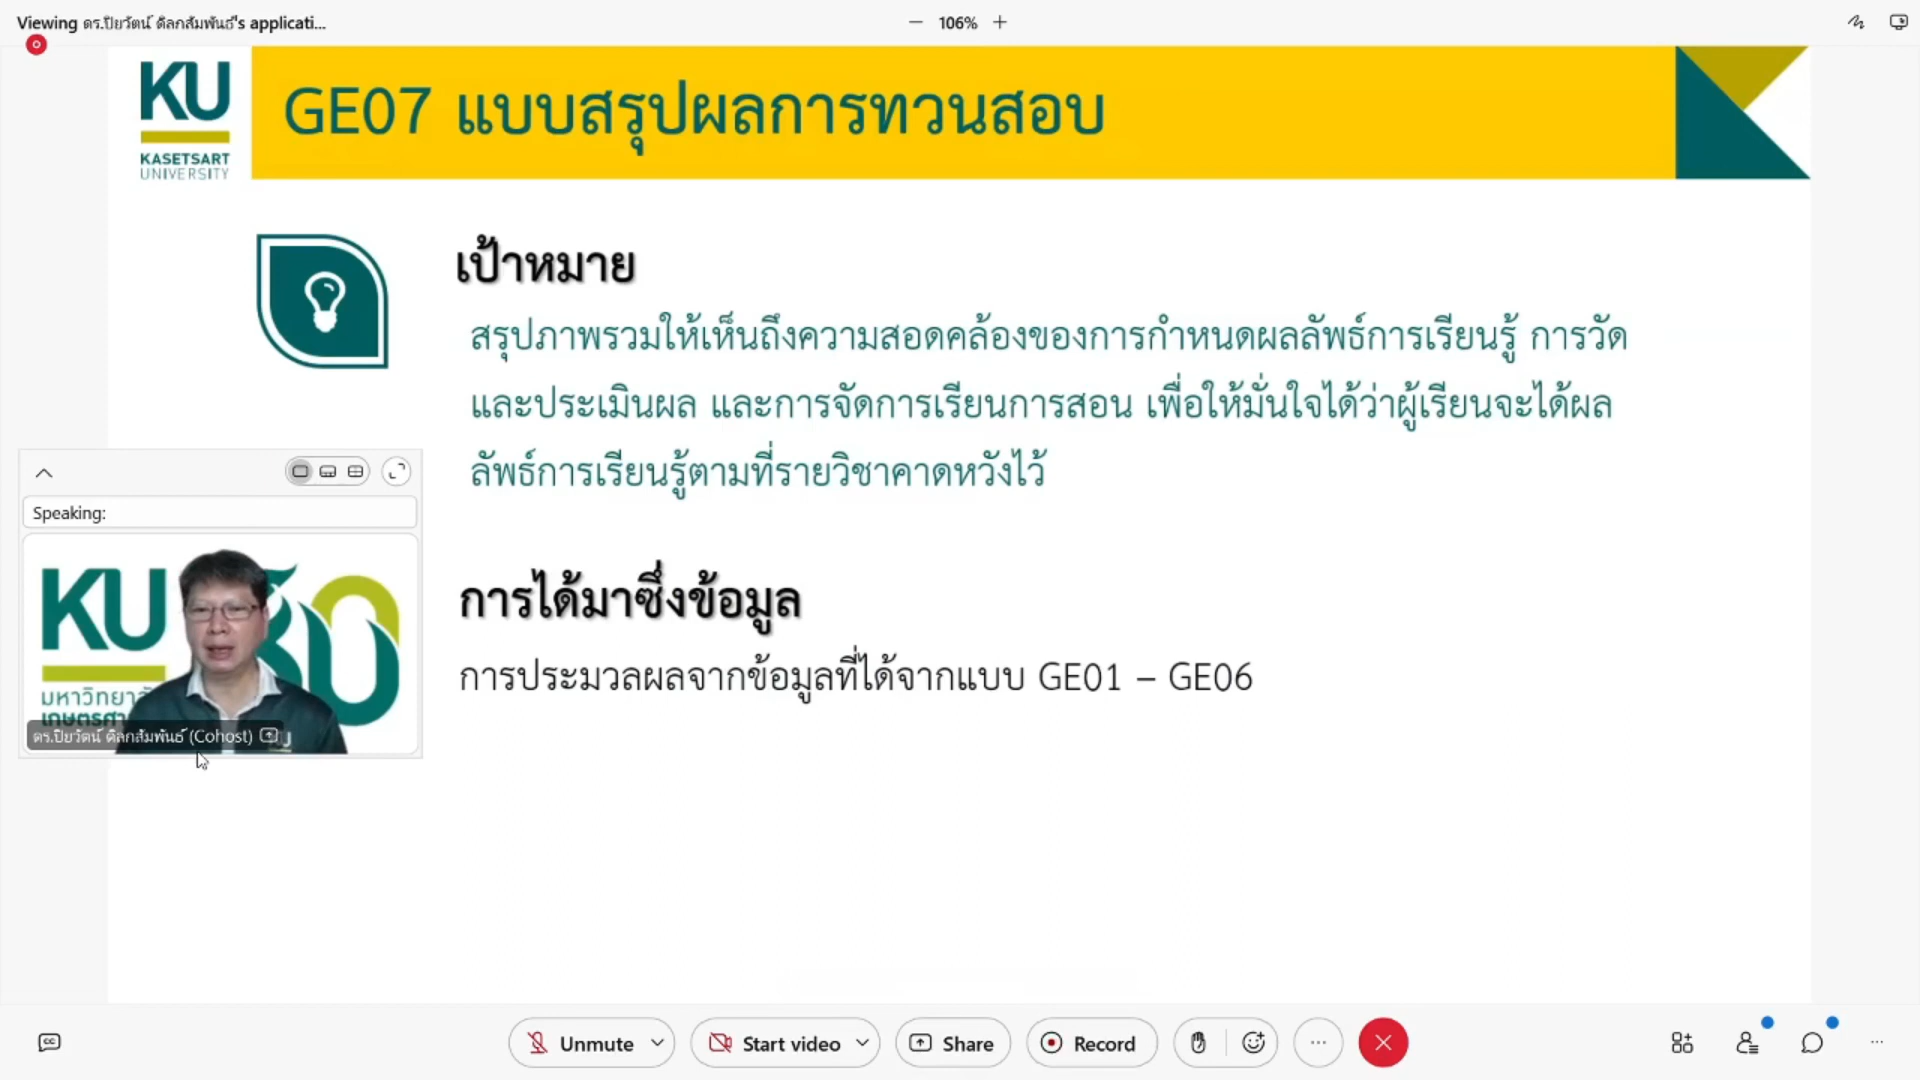 Viewing ดร.ปิยวัตน์ ดิลกสัมพันธ์'s applicati...
106%
KU
KASETSART
UNIVERSITY
GE07 แบบสรุปผลการทวนสอบ
เป้าหมาย
สรุปภาพรวมให้เห็นถึงความสอดคล้องของการกำหนดผลลัพธ์การเรียนรู้ การวัด
และประเมินผล และการจัดการเรียนการสอน เพื่อให้มั่นใจได้ว่าผู้เรียนจะได้ผล
ลัพธ์การเรียนรู้ตามที่รายวิชาคาดหวังไว้
Speaking:
KU
มหาวิทยา
ดร.ปิยวัตน์ ดิลกสัมพันธ์ (Cohost)
การได้มาซึ่งข้อมูล
การประมวลผลจากข้อมูลที่ได้จากแบบ GE01 – GE06
CC
Unmute
Start video
Share
Record